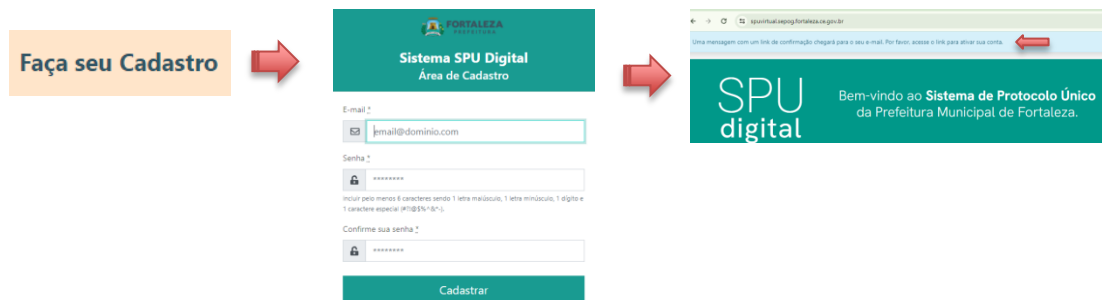 Faça seu Cadastro
FORTALEZA
PREFEITURA
Sistema SPU Digital
Área de Cadastro
E-mail *
email@dominio.com
Senha *
********
Incluir pelo menos 6 caracteres sendo 1 letra maiúsculo, 1 letra minúsculo, 1 dígito e
1 caractere especial
Confirme sua senha *
********
Cadastrar
spuvirtual.sepog.fortaleza.ce.gov.br
Uma mensagem com um link de confirmação chegará para o seu e-mail. Por favor, acesse o link para ativar sua conta.
SPU
digital
Bem-vindo ao Sistema de Protocolo Único
da Prefeitura Municipal de Fortaleza.